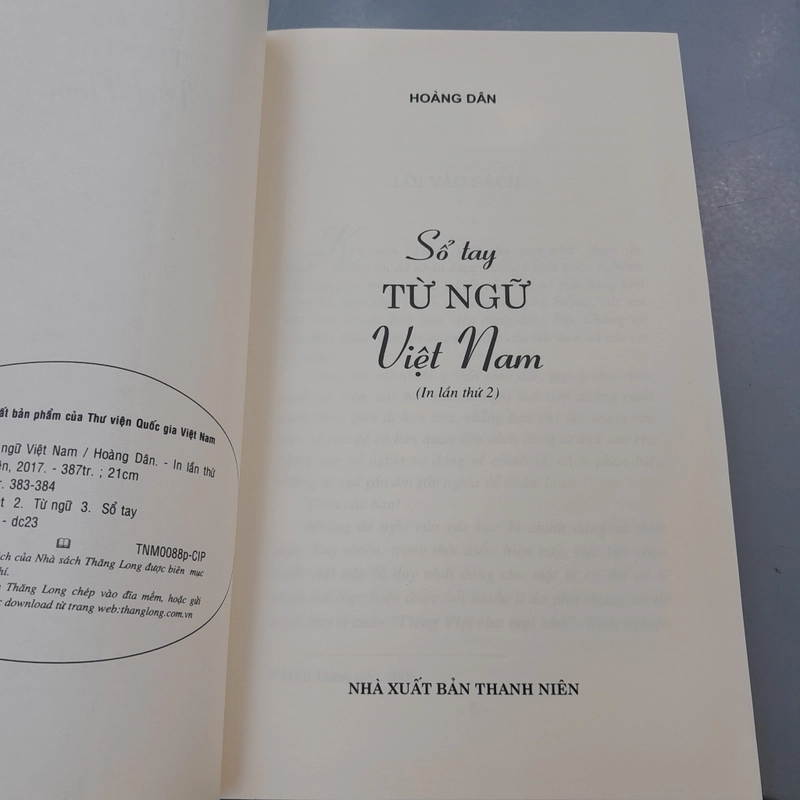 ất bản phẩm của Thư viện Quốc gia Việt Nam
ngữ Việt Nam / Hoàng Dân. - In lần thứ
ên, 2017. - 387tr. ; 21cm
r. 383-384
t 2. Từ ngữ 3. Sổ tay
- dc23
TNM0088p-CIP
ch của Nhà sách Thăng Long được biên mục
hí.
Thăng Long chép vào đĩa mềm, hoặc gửi
c download từ trang web:thanglong.com.vn
HOÀNG DÂN
Sổ tay
TỪ NGỮ
Việt Nam
(In lần thứ 2)
NHÀ XUẤT BẢN THANH NIÊN